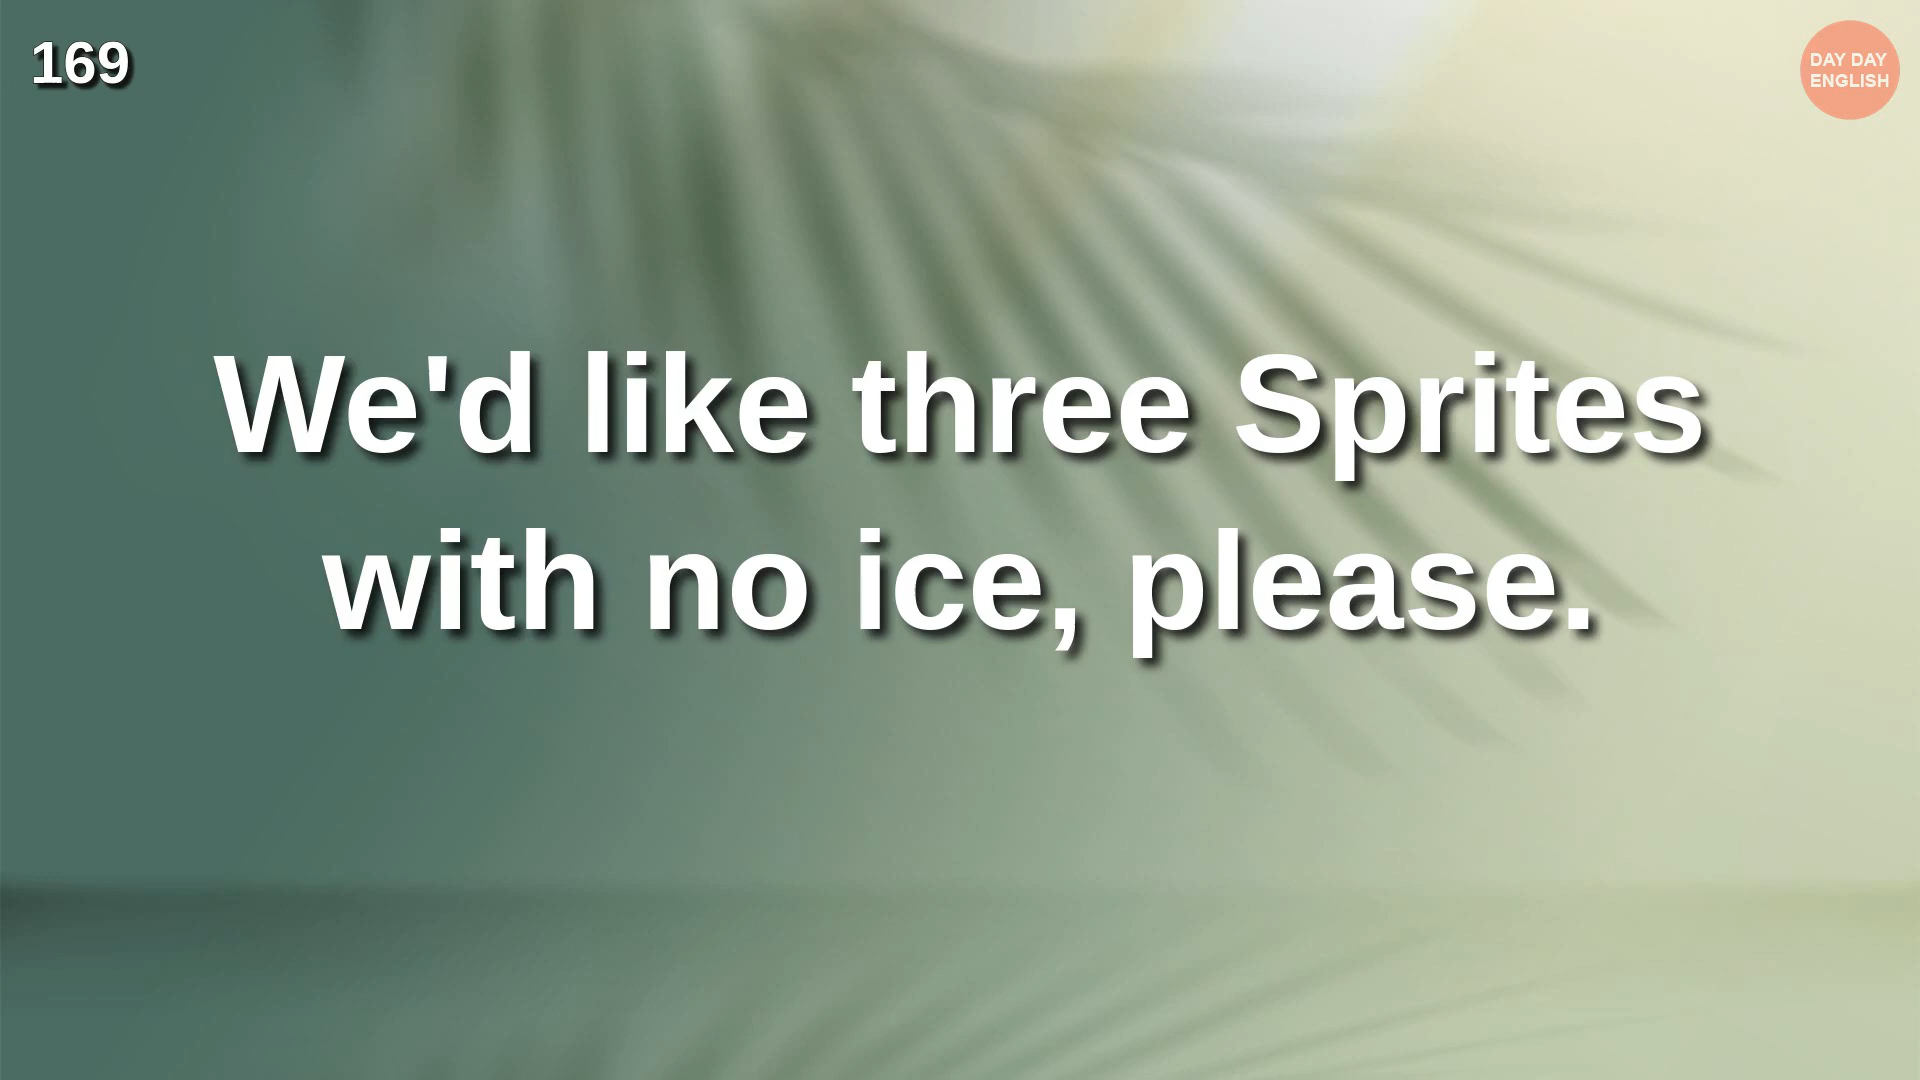 169
DAY DAY
ENGLISH
We'd like three Sprites
with no ice, please.